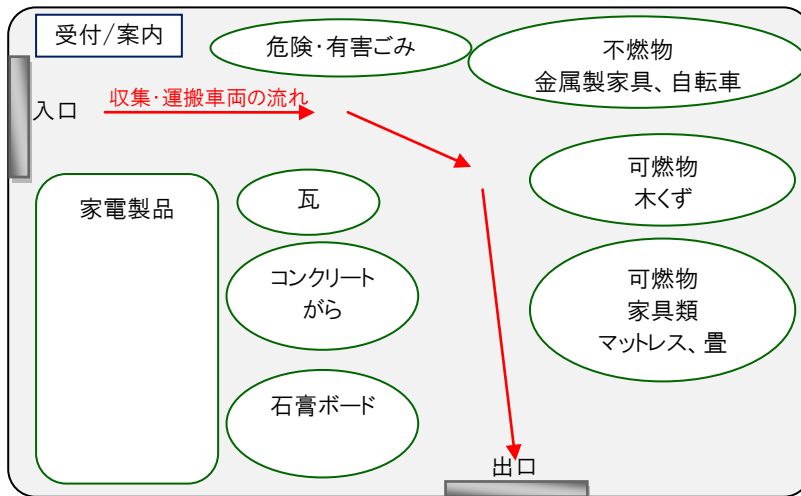 受付/案内
危険・有害ごみ
不燃物
金属製家具、自転車
入口
収集・運搬車両の流れ
家電製品
瓦
可燃物
木くず
コンクリート
がら
可燃物
家具類
マットレス、畳
石膏ボード
出口